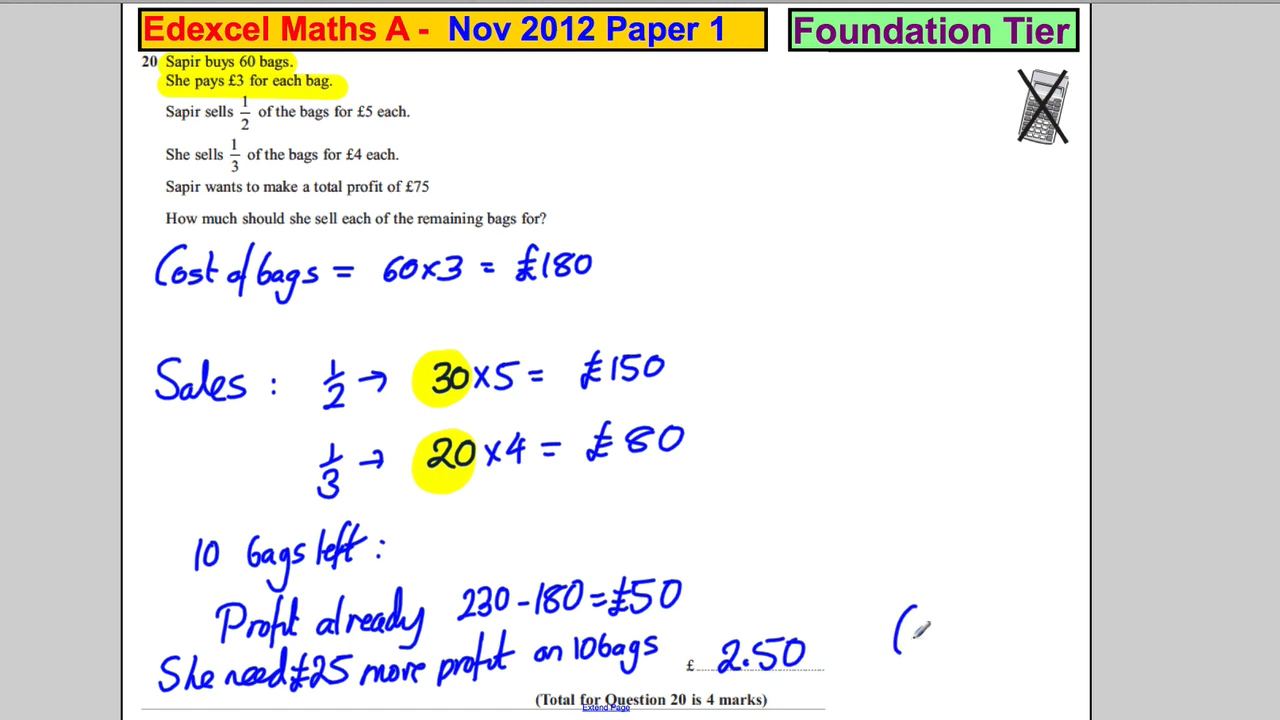 Edexcel Maths A - Nov 2012 Paper 1
Foundation Tier
20 Sapir buys 60 bags.
She pays £3 for each bag.
Sapir sells 1/2 of the bags for £5 each.
She sells 1/3 of the bags for £4 each.
Sapir wants to make a total profit of £75
How much should she sell each of the remaining bags for?
Cost of bags = 60×3 = £180
Sales : 1/2 → 30×5 = £150
1/3 → 20×4 = £80
10 bags left :
Profit already 230-180=£50
She need £25 more profit on 10bags
£ 2.50
(
(Total for Question 20 is 4 marks)
Extend Page